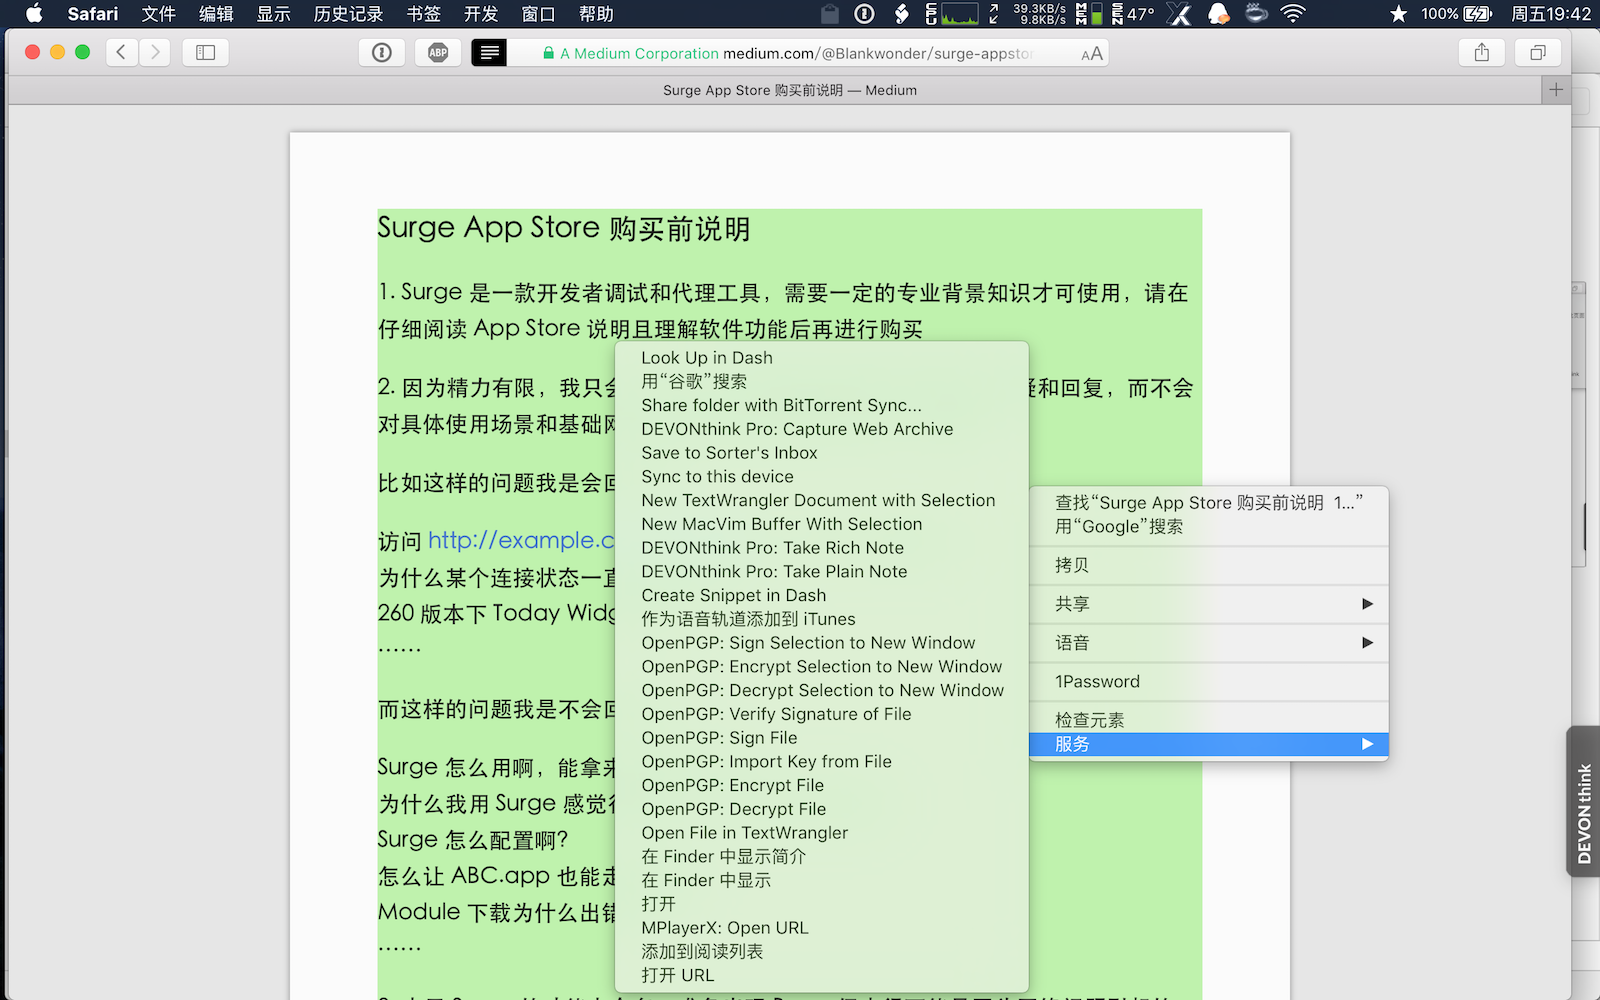 Safari 文件 编辑 显示 历史记录 书签 开发 窗口 帮助
CPU 39.3KB/s 9.8KB/s MEM SEN 47° 100% 周五19:42
ABP A Medium Corporation medium.com/@Blankwonder/surge-appstor AA
Surge App Store 购买前说明 — Medium
Surge App Store 购买前说明
1. Surge 是一款开发者调试和代理工具，需要一定的专业背景知识才可使用，请在
仔细阅读 App Store 说明且理解软件功能后再进行购买
2. 因为精力有限，我只会
和回复，而不会
对具体使用场景和基础网
比如这样的问题我是会回
访问 http://example.c
为什么某个连接状态一直
260 版本下 Today Widg
……
而这样的问题我是不会回
Surge 怎么用啊，能拿来
为什么我用 Surge 感觉很
Surge 怎么配置啊?
怎么让 ABC.app 也能走
Module 下载为什么出错
……
Look Up in Dash
用“谷歌”搜索
Share folder with BitTorrent Sync...
DEVONthink Pro: Capture Web Archive
Save to Sorter's Inbox
Sync to this device
New TextWrangler Document with Selection
New MacVim Buffer With Selection
DEVONthink Pro: Take Rich Note
DEVONthink Pro: Take Plain Note
Create Snippet in Dash
作为语音轨道添加到 iTunes
OpenPGP: Sign Selection to New Window
OpenPGP: Encrypt Selection to New Window
OpenPGP: Decrypt Selection to New Window
OpenPGP: Verify Signature of File
OpenPGP: Sign File
OpenPGP: Import Key from File
OpenPGP: Encrypt File
OpenPGP: Decrypt File
Open File in TextWrangler
在 Finder 中显示简介
在 Finder 中显示
打开
MPlayerX: Open URL
添加到阅读列表
打开 URL
查找“Surge App Store 购买前说明 1...”
用“Google”搜索
拷贝
共享
语音
1Password
检查元素
服务
DEVONthink